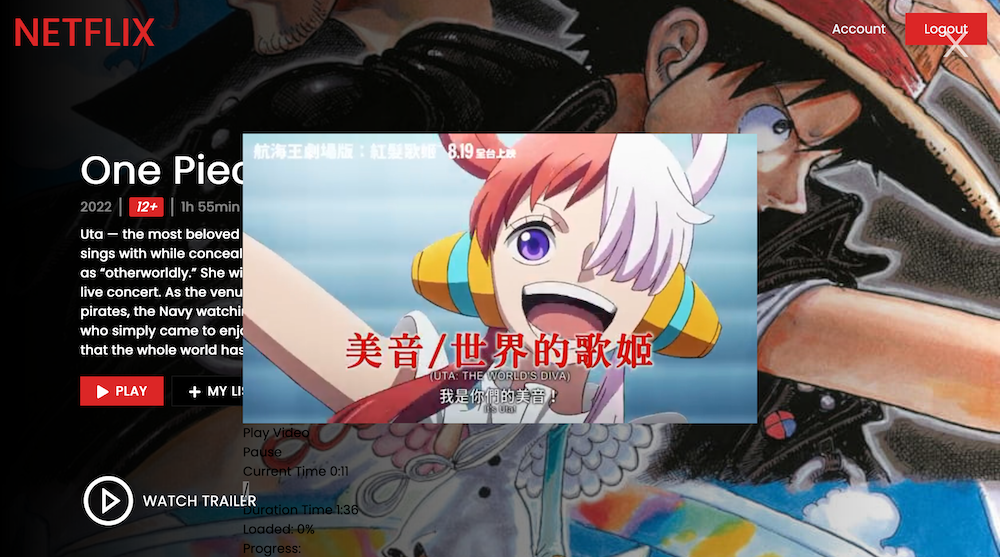 NETFLIX
Account
Logout
航海王劇場版：紅髮歌姬 8.19 全台上映
One Piec
2022 | 12+ | 1h 55min
Uta — the most beloved
sings with while conceal
as “otherworldly.” She wi
live concert. As the venu
pirates, the Navy watchi
who simply came to enjo
that the whole world has
美音/世界的歌姬
(UTA: THE WORLD'S DIVA)
我是你們的美音！
It's Uta!
PLAY
MY LI
Play Video
Pause
Current Time 0:11
/
Duration Time 1:36
Loaded: 0%
Progress:
WATCH TRAILER